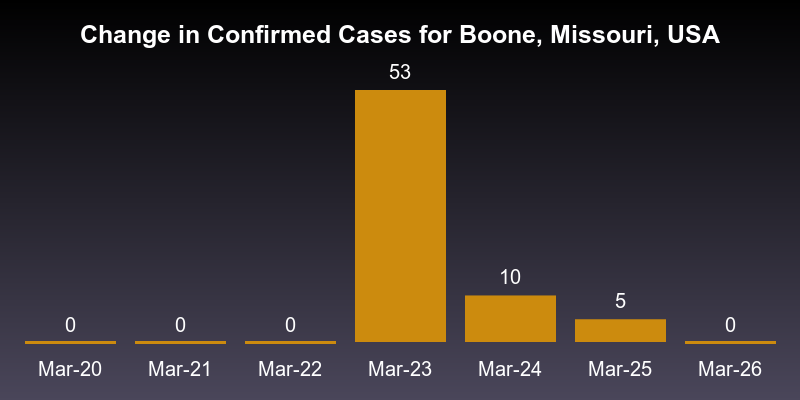 Change in Confirmed Cases for Boone, Missouri, USA
53
10
5
0 0 0 0
Mar-20 Mar-21 Mar-22 Mar-23 Mar-24 Mar-25 Mar-26